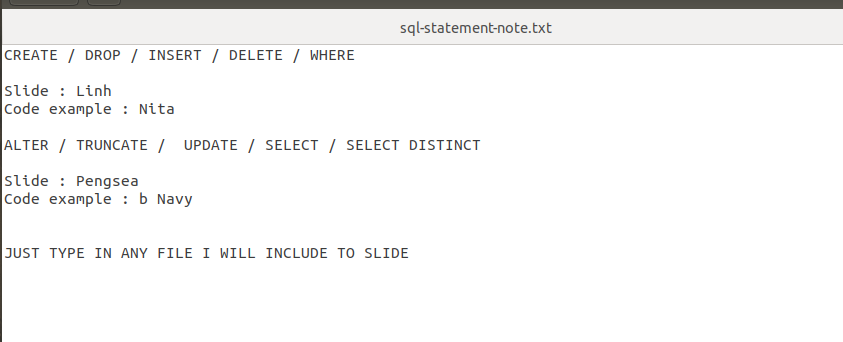 sql-statement-note.txt
CREATE / DROP / INSERT / DELETE / WHERE
Slide : Linh
Code example : Nita
ALTER / TRUNCATE /  UPDATE / SELECT / SELECT DISTINCT
Slide : Pengsea
Code example : b Navy
JUST TYPE IN ANY FILE I WILL INCLUDE TO SLIDE